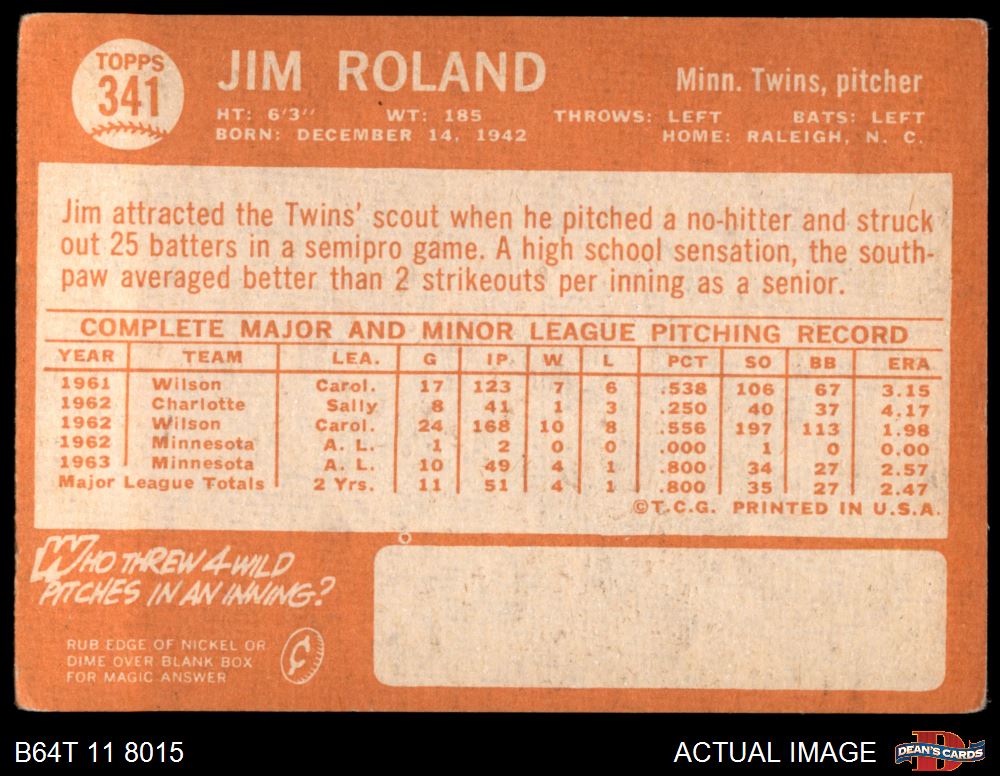 TOPPS
341
JIM ROLAND
Minn. Twins, pitcher
HT: 6'3" WT: 185 THROWS: LEFT BATS: LEFT
BORN: DECEMBER 14, 1942 HOME: RALEIGH, N. C.
Jim attracted the Twins' scout when he pitched a no-hitter and struck
out 25 batters in a semipro game. A high school sensation, the south-
paw averaged better than 2 strikeouts per inning as a senior.
COMPLETE MAJOR AND MINOR LEAGUE PITCHING RECORD
YEAR TEAM LEA. G IP. W L PCT SO BB ERA
1961 Wilson Carol. 17 123 7 6 .538 106 67 3.15
1962 Charlotte Sally 8 41 1 3 .250 40 37 4.17
1962 Wilson Carol. 24 168 10 8 .556 197 113 1.98
1962 Minnesota A. L. 1 2 0 0 .000 1 0 0.00
1963 Minnesota A. L. 10 49 4 1 .800 34 27 2.57
Major League Totals 2 Yrs. 11 51 4 1 .800 35 27 2.47
©T.C.G. PRINTED IN U.S.A.
WHO THREW 4 WILD
PITCHES IN AN INNING?
RUB EDGE OF NICKEL OR
DIME OVER BLANK BOX
FOR MAGIC ANSWER
¢
B64T 11 8015
ACTUAL IMAGE
D
DEAN'S CARDS